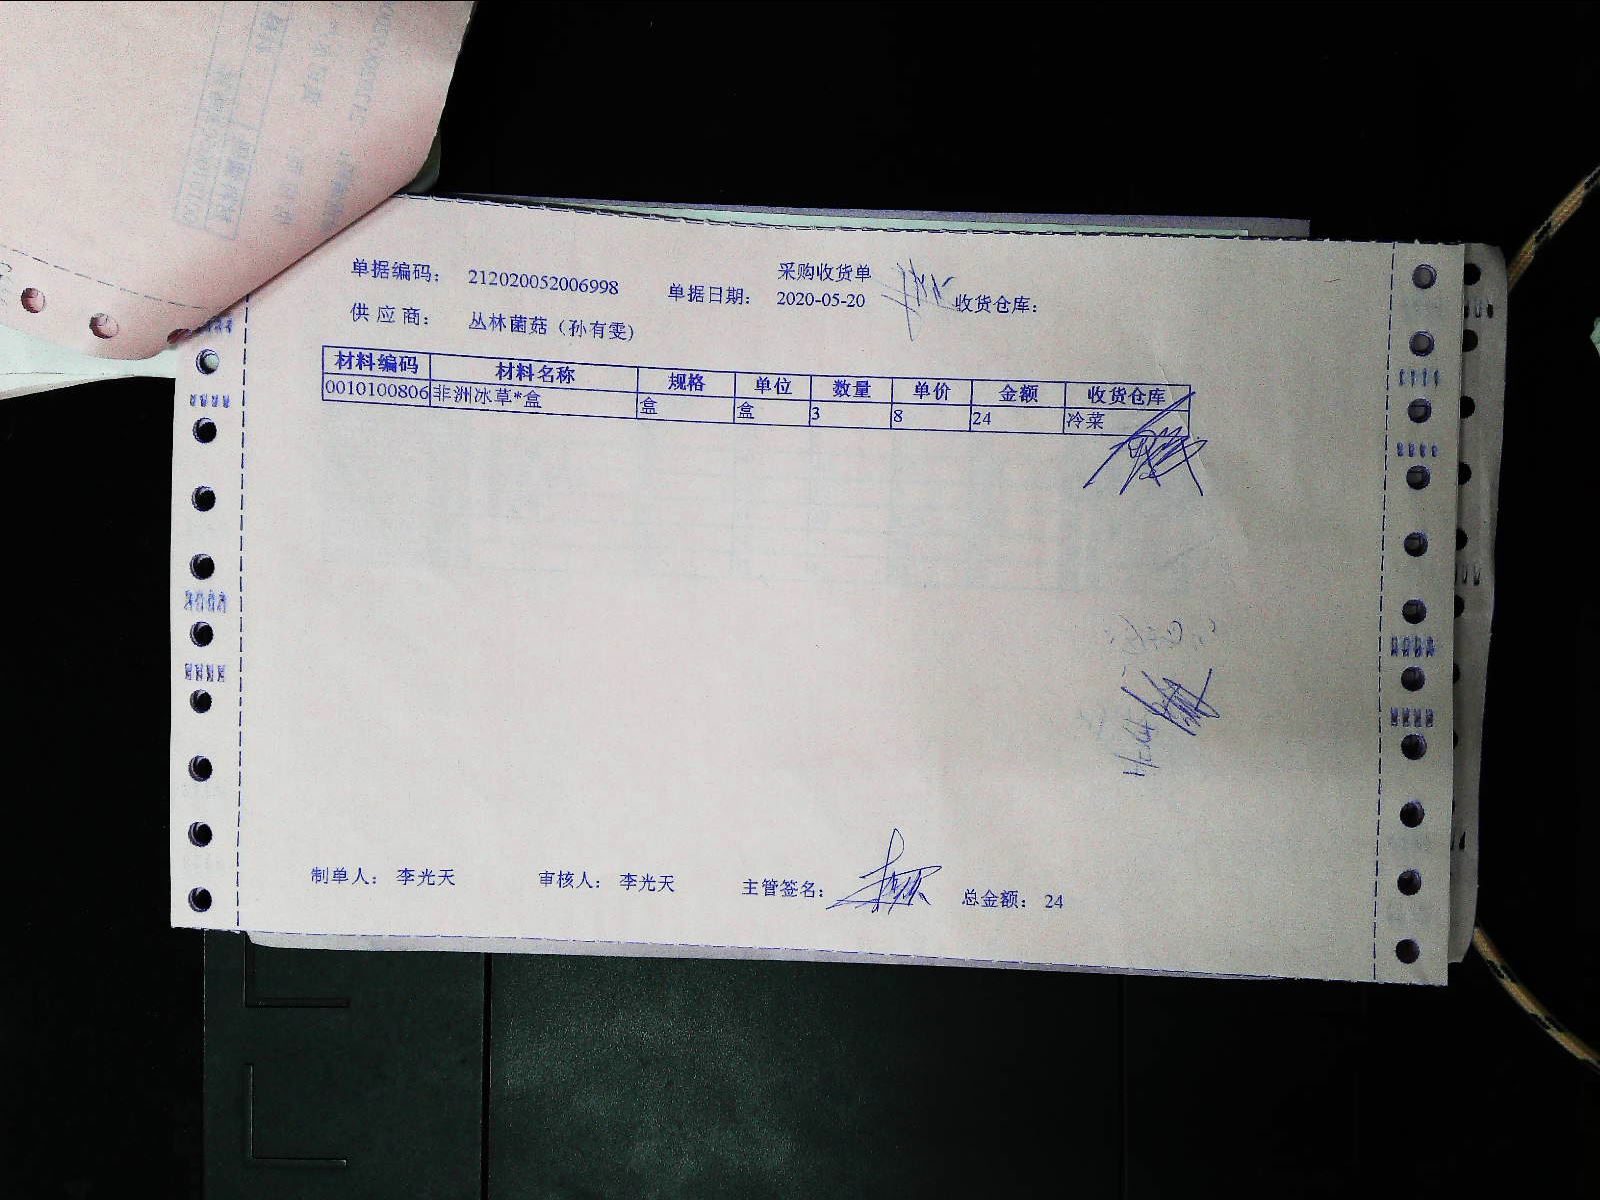 采购收货单
单据编码： 212020052006998 单据日期： 2020-05-20 收货仓库：
供 应 商： 丛林菌菇（孙有雯）
材料编码 材料名称 规格 单位 数量 单价 金额 收货仓库
0010100806 非洲冰草*盒 盒 盒 3 8 24 冷菜
制单人： 李光天 审核人： 李光天 主管签名： 总金额： 24